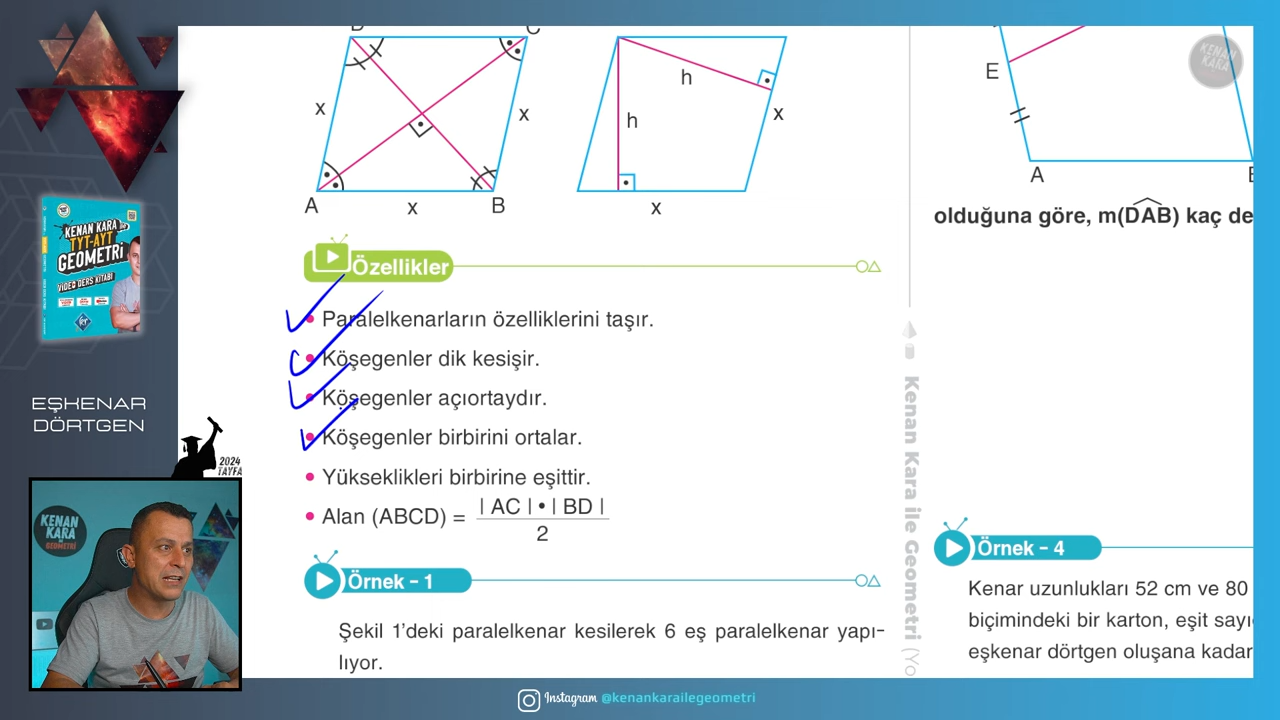 C
x
x
A
x
B
h
h
x
x
E
A
olduğuna göre, m(DAB) kaç de
Özellikler
• Paralelkenarların özelliklerini taşır.
• Köşegenler dik kesişir.
• Köşegenler açıortaydır.
• Köşegenler birbirini ortalar.
• Yükseklikleri birbirine eşittir.
• Alan (ABCD) = | AC | • | BD |
2
Örnek - 1
Şekil 1'deki paralelkenar kesilerek 6 eş paralelkenar yapı-
lıyor.
Kenan Kara ile Geometri (Yo
Örnek - 4
Kenar uzunlukları 52 cm ve 80
biçimindeki bir karton, eşit sayı
eşkenar dörtgen oluşana kadar
KENAN KARA
TYT-AYT
GEOMETRİ
VİDEO DERS KİTABI
EŞKENAR
DÖRTGEN
2024
TAYFA
KENAN
KARA
ile
GEOMETRİ
KENAN
KARA
Instagram @kenankarailegeometri